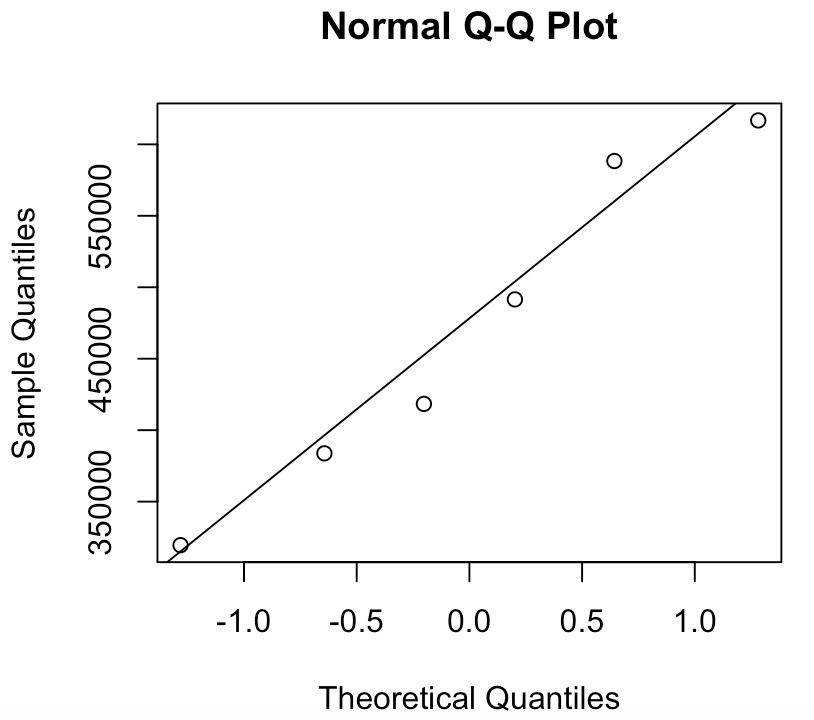 Normal Q-Q Plot
Sample Quantiles
550000
450000
350000
-1.0 -0.5 0.0 0.5 1.0
Theoretical Quantiles